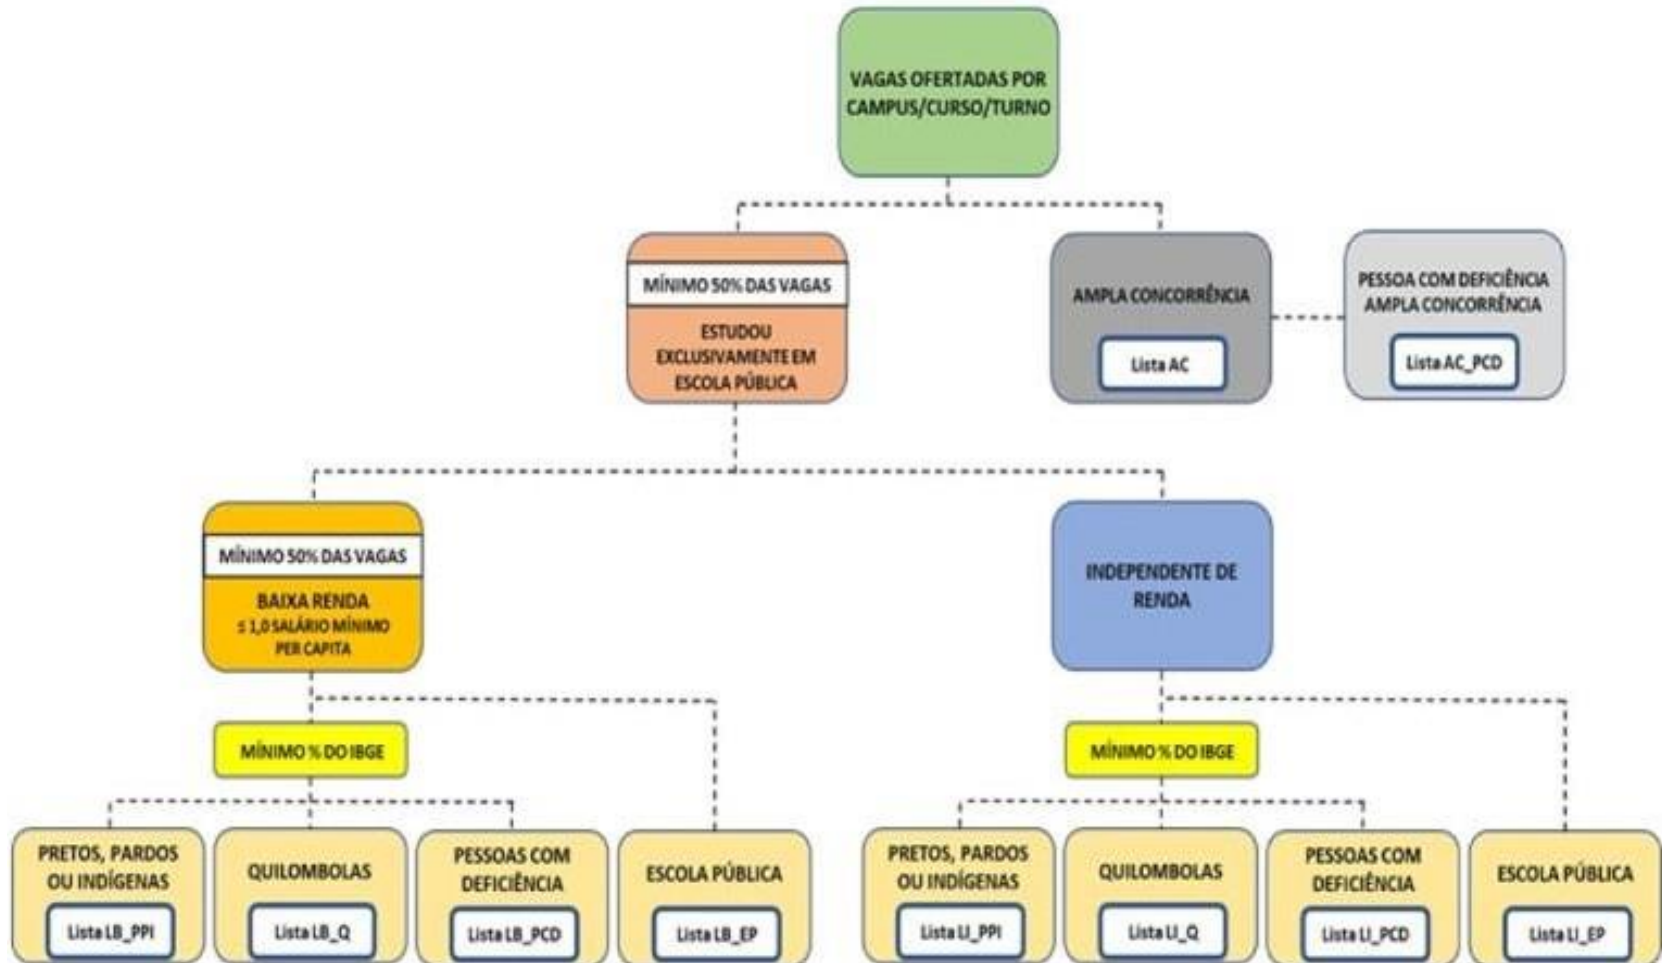 VAGAS OFERTADAS POR
CAMPUS/CURSO/TURNO
MÍNIMO 50% DAS VAGAS
ESTUDOU
EXCLUSIVAMENTE EM
ESCOLA PÚBLICA
AMPLA CONCORRÊNCIA
Lista AC
PESSOA COM DEFICIÊNCIA
AMPLA CONCORRÊNCIA
Lista AC_PCD
MÍNIMO 50% DAS VAGAS
BAIXA RENDA
≤ 1,0 SALÁRIO MÍNIMO
PER CAPITA
INDEPENDENTE DE
RENDA
MÍNIMO % DO IBGE
MÍNIMO % DO IBGE
PRETOS, PARDOS
OU INDÍGENAS
Lista LB_PPI
QUILOMBOLAS
Lista LB_Q
PESSOAS COM
DEFICIÊNCIA
Lista LB_PCD
ESCOLA PÚBLICA
Lista LB_EP
PRETOS, PARDOS
OU INDÍGENAS
Lista LI_PPI
QUILOMBOLAS
Lista LI_Q
PESSOAS COM
DEFICIÊNCIA
Lista LI_PCD
ESCOLA PÚBLICA
Lista LI_EP